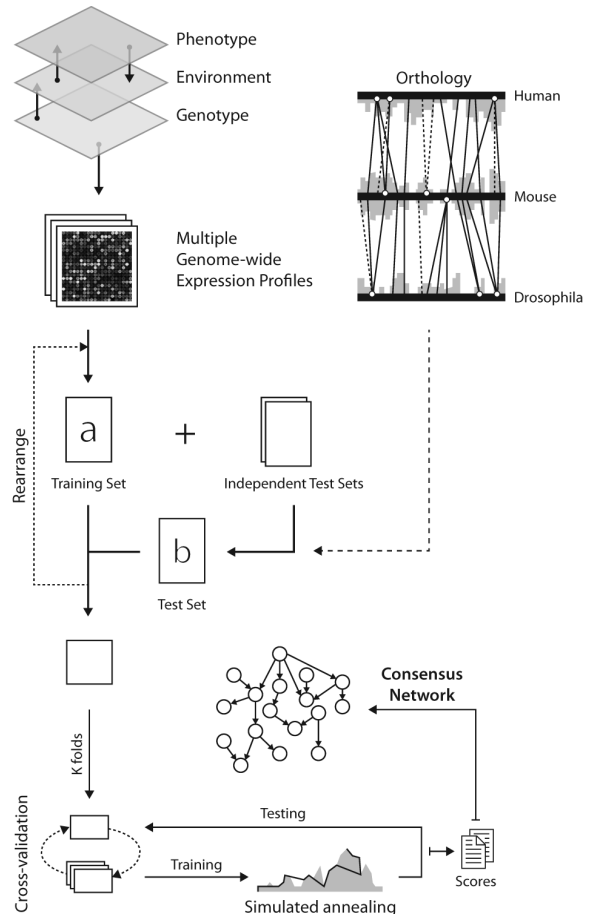 Phenotype
Environment
Genotype
Orthology
Human
Mouse
Drosophila
Multiple
Genome-wide
Expression Profiles
Rearrange
a
+
Training Set
Independent Test Sets
b
Test Set
Consensus
Network
K folds
Cross-validation
Testing
Training
Scores
Simulated annealing